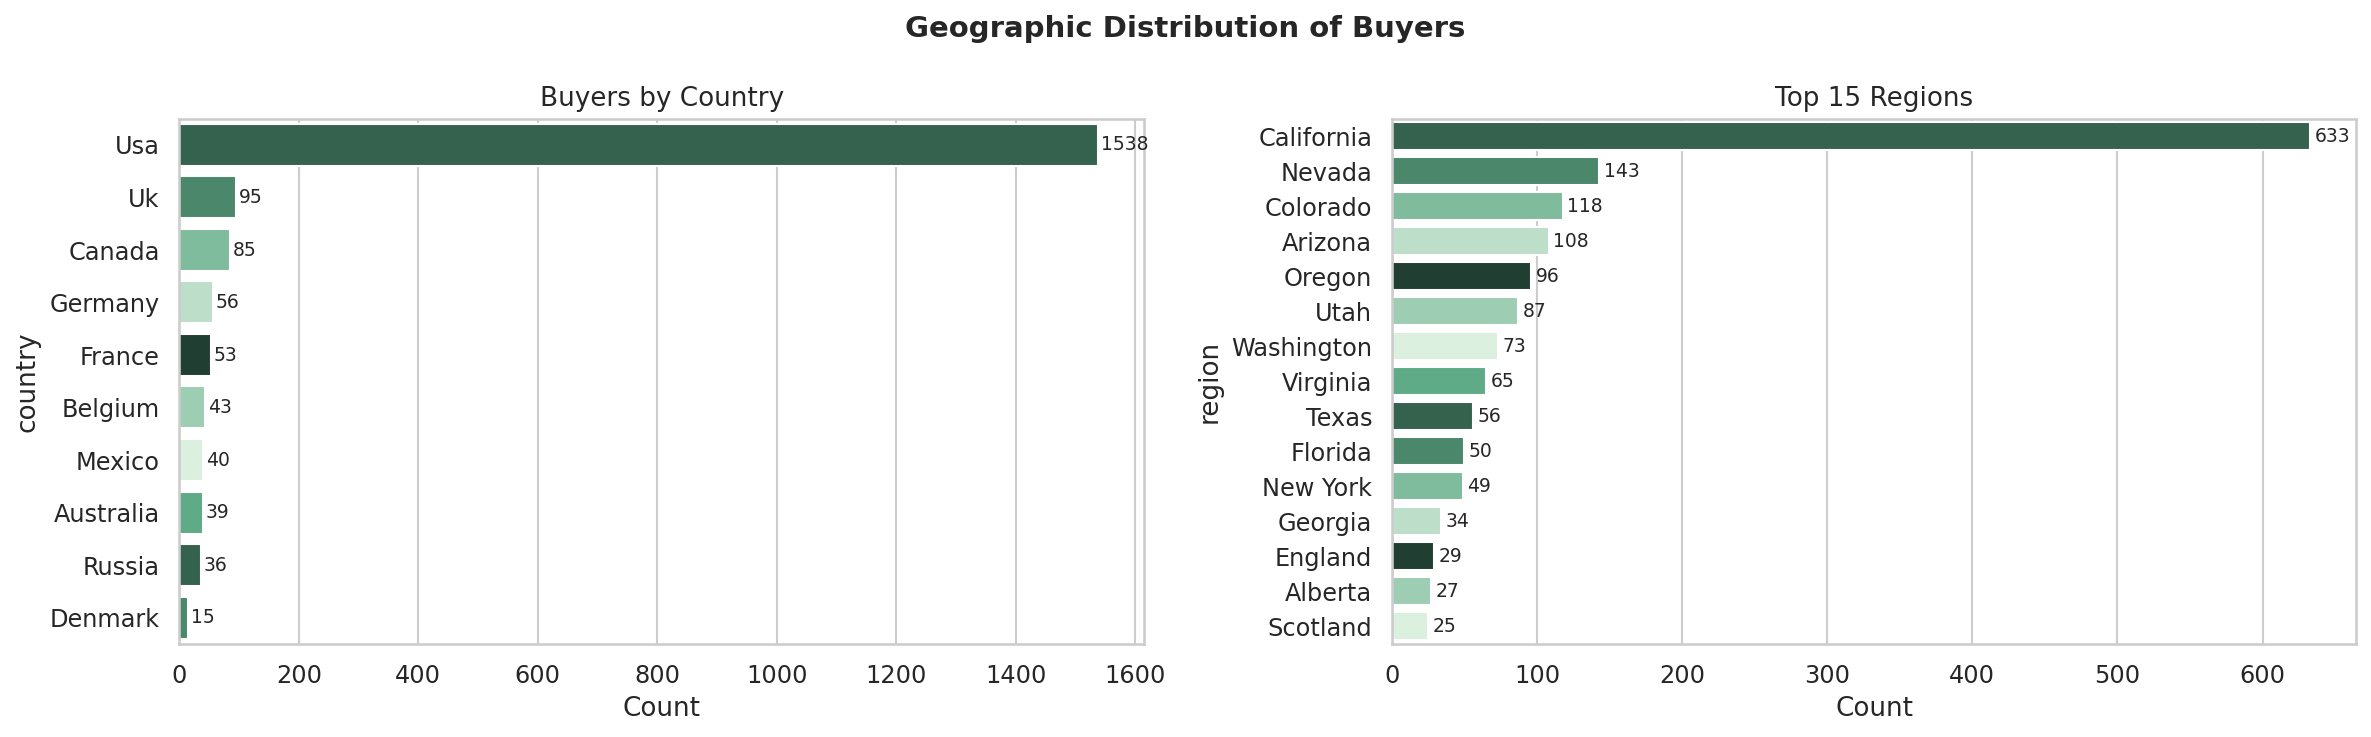 Geographic Distribution of Buyers
Buyers by Country
country
Usa 1538
Uk 95
Canada 85
Germany 56
France 53
Belgium 43
Mexico 40
Australia 39
Russia 36
Denmark 15
0 200 400 600 800 1000 1200 1400 1600
Count
Top 15 Regions
region
California 633
Nevada 143
Colorado 118
Arizona 108
Oregon 96
Utah 87
Washington 73
Virginia 65
Texas 56
Florida 50
New York 49
Georgia 34
England 29
Alberta 27
Scotland 25
0 100 200 300 400 500 600
Count